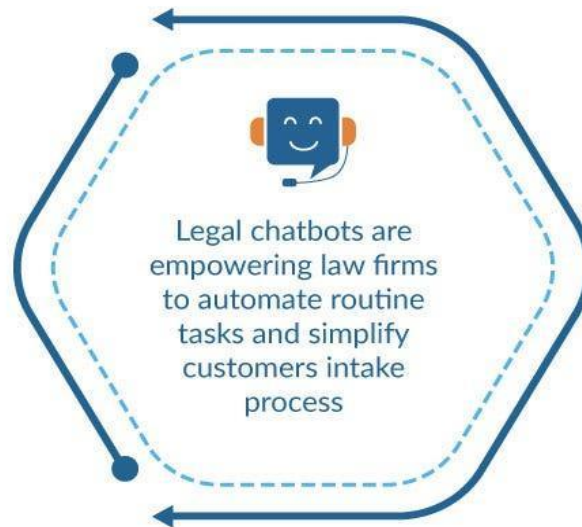 Legal chatbots are
empowering law firms
to automate routine
tasks and simplify
customers intake
process